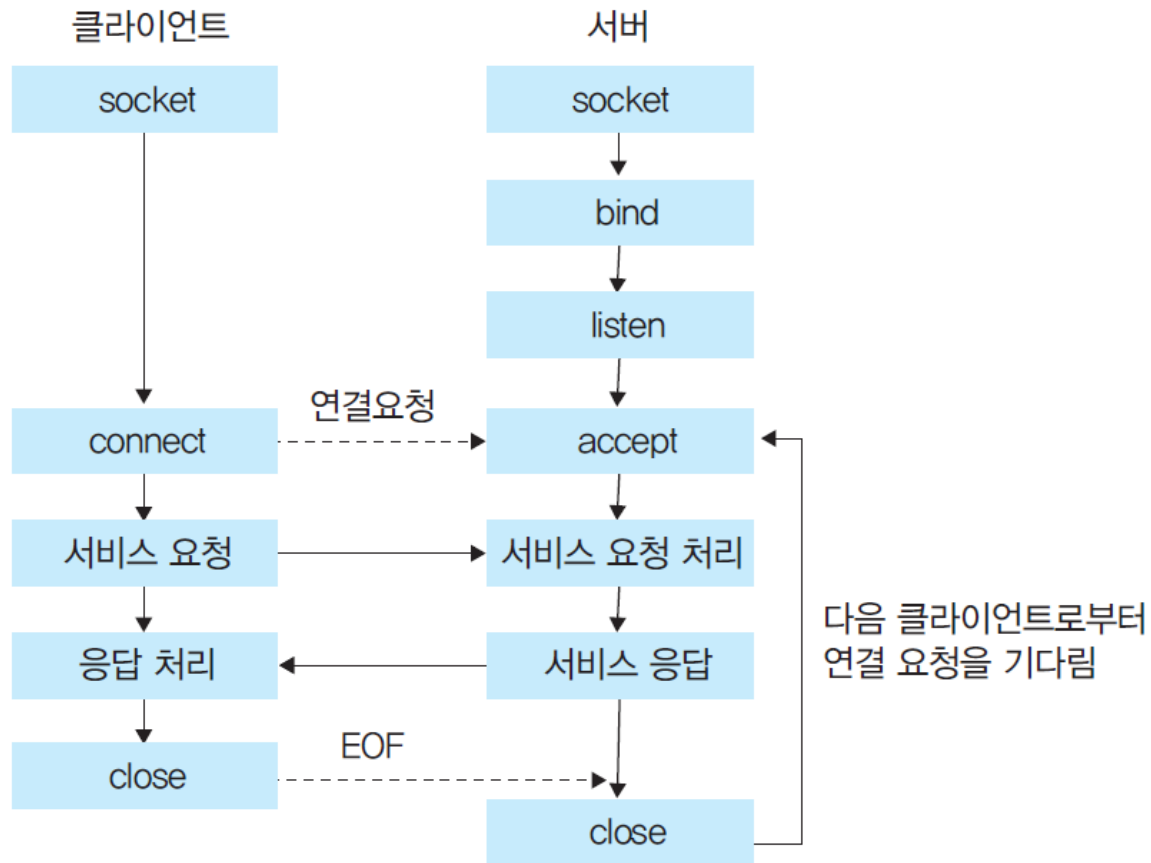 클라이언트
서버
socket
socket
bind
listen
연결요청
connect
accept
서비스 요청
서비스 요청 처리
다음 클라이언트로부터
연결 요청을 기다림
응답 처리
서비스 응답
EOF
close
close